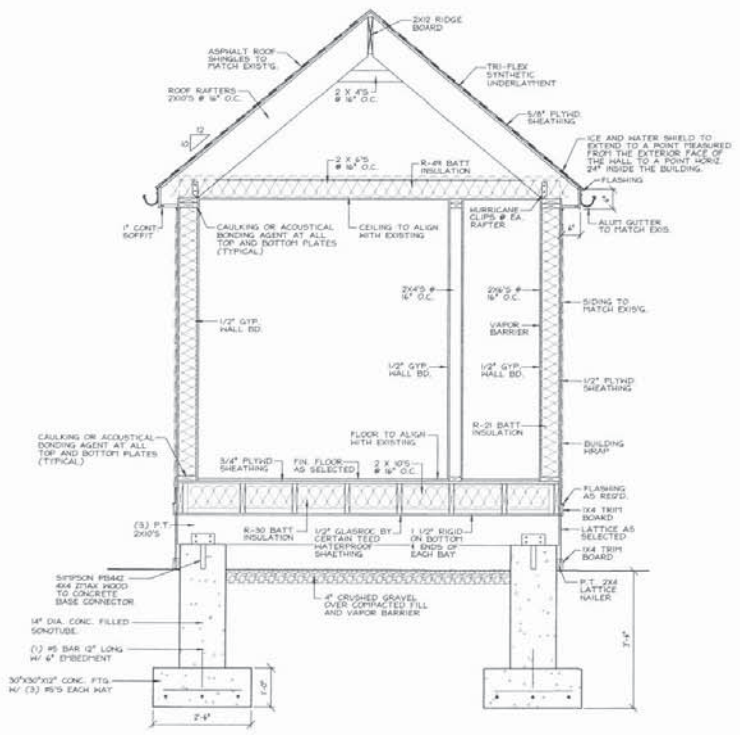 2X12 RIDGE
BOARD
ASPHALT ROOF
SHINGLES TO
MATCH EXIST'G.
TRI-FLEX
SYNTHETIC
UNDERLAYMENT
ROOF RAFTERS
2X10'S @ 16" O.C.
2 X 4'S @
16" O.C.
5/8" PLYWD
SHEATHING
12
10
ICE AND WATER SHIELD TO
EXTEND TO A POINT MEASURED
FROM THE EXTERIOR FACE OF
THE WALL TO A POINT HORIZ.
24" INSIDE THE BUILDING.
2 X 6'S @
16" O.C.
R-49 BATT
INSULATION
FLASHING
6"
1" CONT.
SOFFIT
CAULKING OR ACOUSTICAL
BONDING AGENT AT ALL
TOP AND BOTTOM PLATES
(TYPICAL)
CEILING TO ALIGN
WITH EXISTING
HURRICANE
CLIPS @ EA.
RAFTER
ALUM GUTTER
TO MATCH EXIS.
6"
2X4'S @
16" O.C.
2X6'S @
16" O.C.
SIDING TO
MATCH EXIS'G.
1/2" GYP.
WALL BD.
VAPOR
BARRIER
1/2" GYP.
WALL BD.
1/2" GYP.
WALL BD.
1/2" PLYWD
SHEATHING
R-21 BATT
INSULATION
CAULKING OR ACOUSTICAL
BONDING AGENT AT ALL
TOP AND BOTTOM PLATES
(TYPICAL)
FLOOR TO ALIGN
WITH EXISTING
BUILDING
WRAP
3/4" PLYWD
SHEATHING
FIN. FLOOR
AS SELECTED
2 X 10'S
@ 16" O.C.
FLASHING
AS REQ'D.
1X4 TRIM
BOARD
(3) P.T.
2X10'S
R-30 BATT
INSULATION
1/2" GLASROC BY
CERTAIN TEED
WATERPROOF
SHAETHING
1 1/2" RIGID
ON BOTTOM
& ENDS OF
EACH BAY
LATTICE AS
SELECTED
1X4 TRIM
BOARD
SIMPSON PBS44Z
4X4 ZMAX WOOD
TO CONCRETE
BASE CONNECTOR
P.T. 2X4
LATTICE
NAILER
4" CRUSHED GRAVEL
OVER COMPACTED FILL
AND VAPOR BARRIER
14" DIA. CONC. FILLED
SONOTUBE.
(1) #5 BAR 12" LONG
W/ 6" EMBEDMENT
3'-6"
30"X30"X12" CONC. FTG.
W/ (3) #5'S EACH WAY
1'-0"
2'-6"